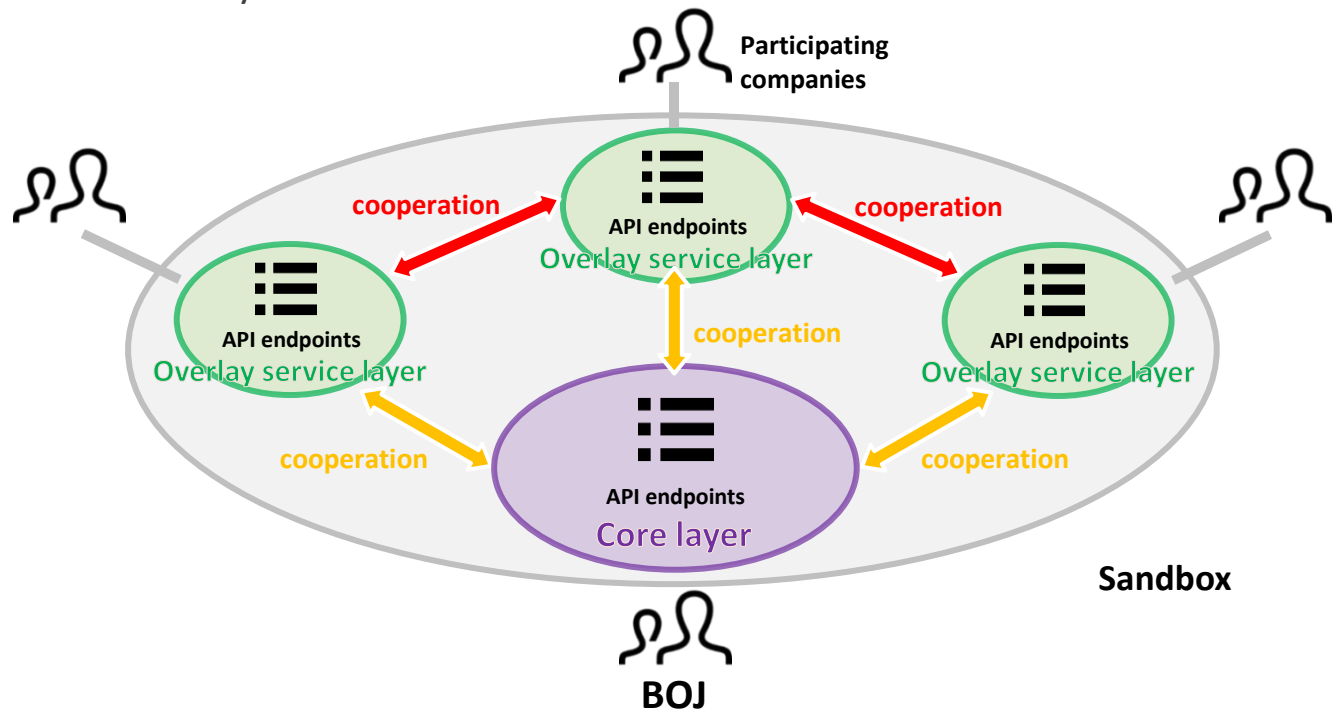 Participating
companies
cooperation
cooperation
API endpoints
Overlay service layer
API endpoints
Overlay service layer
cooperation
API endpoints
Overlay service layer
cooperation
cooperation
API endpoints
Core layer
Sandbox
BOJ